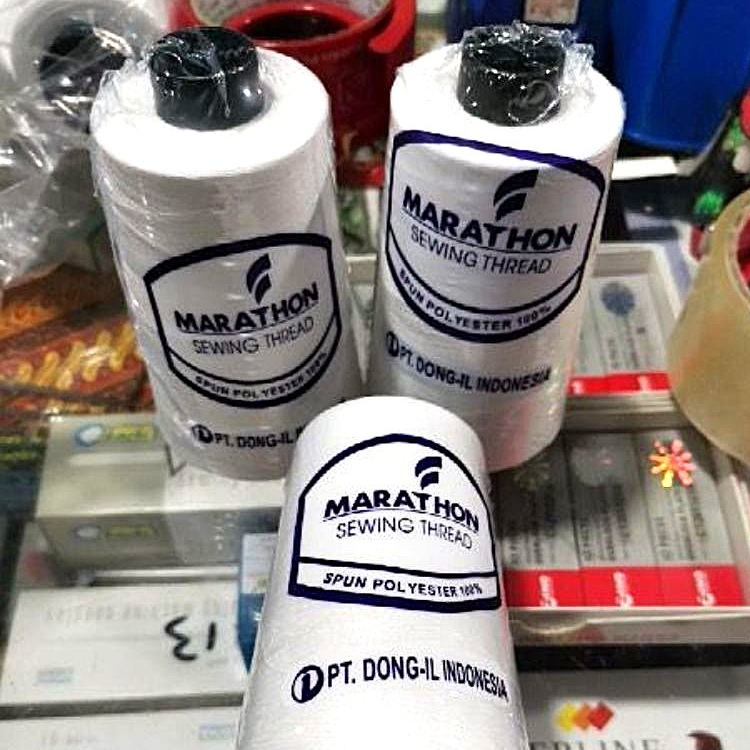 MARATHON
SEWING THREAD
SPUN POLYESTER 100%
PT. DONG-IL
MARATHON
SEWING THREAD
SPUN POLYESTER 100%
PT. DONG-IL INDONESIA
MARATHON
SEWING THREAD
SPUN POLYESTER 100%
PT. DONG-IL INDONESIA
13